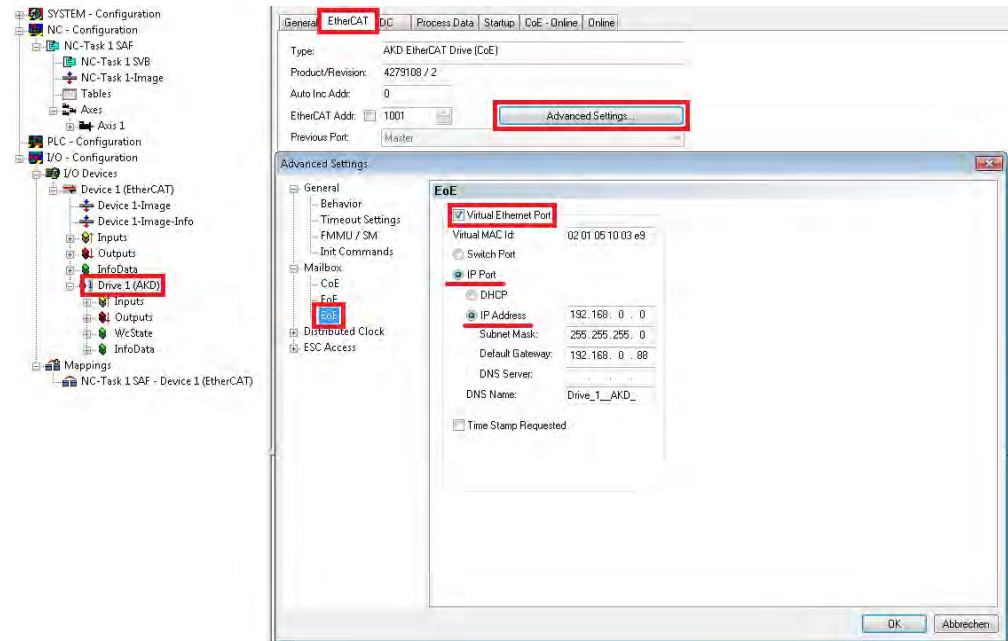 SYSTEM - Configuration
NC - Configuration
NC-Task 1 SAF
NC-Task 1 SVB
NC-Task 1-Image
Tables
Axes
Axis 1
PLC - Configuration
I/O - Configuration
I/O Devices
Device 1 (EtherCAT)
Device 1-Image
Device 1-Image-Info
Inputs
Outputs
InfoData
Drive 1 (AKD)
Inputs
Outputs
WcState
InfoData
Mappings
NC-Task 1 SAF - Device 1 (EtherCAT)
General EtherCAT DC Process Data Startup CoE - Online Online
Type: AKD EtherCAT Drive (CoE)
Product/Revision: 4279108 / 2
Auto Inc Addr: 0
EtherCAT Addr: 1001 Advanced Settings...
Previous Port: Master
Advanced Settings
General
Behavior
Timeout Settings
FMMU / SM
Init Commands
Mailbox
CoE
FoE
EoE
Distributed Clock
ESC Access
EoE
Virtual Ethernet Port
Virtual MAC Id: 02 01 05 10 03 e9
Switch Port
IP Port
DHCP
IP Address 192.168. 0 . 0
Subnet Mask: 255.255.255. 0
Default Gateway: 192.168. 0 . 88
DNS Server: . . .
DNS Name: Drive_1__AKD_
Time Stamp Requested
OK Abbrechen